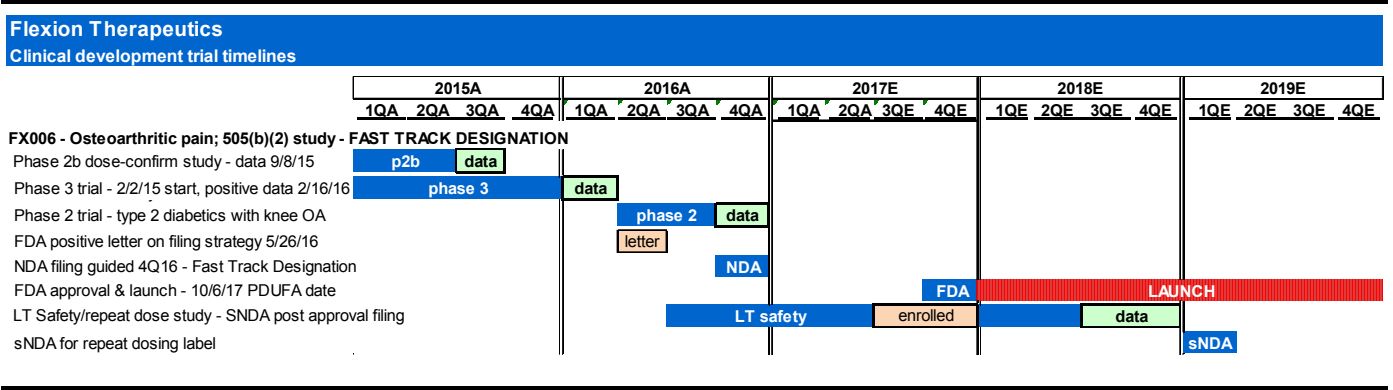 Flexion Therapeutics
Clinical development trial timelines
2015A 2016A 2017E 2018E 2019E
1QA 2QA 3QA 4QA 1QA 2QA 3QA 4QA 1QA 2QA 3QE 4QE 1QE 2QE 3QE 4QE 1QE 2QE 3QE 4QE
FX006 - Osteoarthritic pain; 505(b)(2) study - FAST TRACK DESIGNATION
Phase 2b dose-confirm study - data 9/8/15 p2b data
Phase 3 trial - 2/2/15 start, positive data 2/16/16 phase 3 data
Phase 2 trial - type 2 diabetics with knee OA phase 2 data
FDA positive letter on filing strategy 5/26/16 letter
NDA filing guided 4Q16 - Fast Track Designation NDA
FDA approval & launch - 10/6/17 PDUFA date FDA LAUNCH
LT Safety/repeat dose study - SNDA post approval filing LT safety enrolled data
sNDA for repeat dosing label sNDA